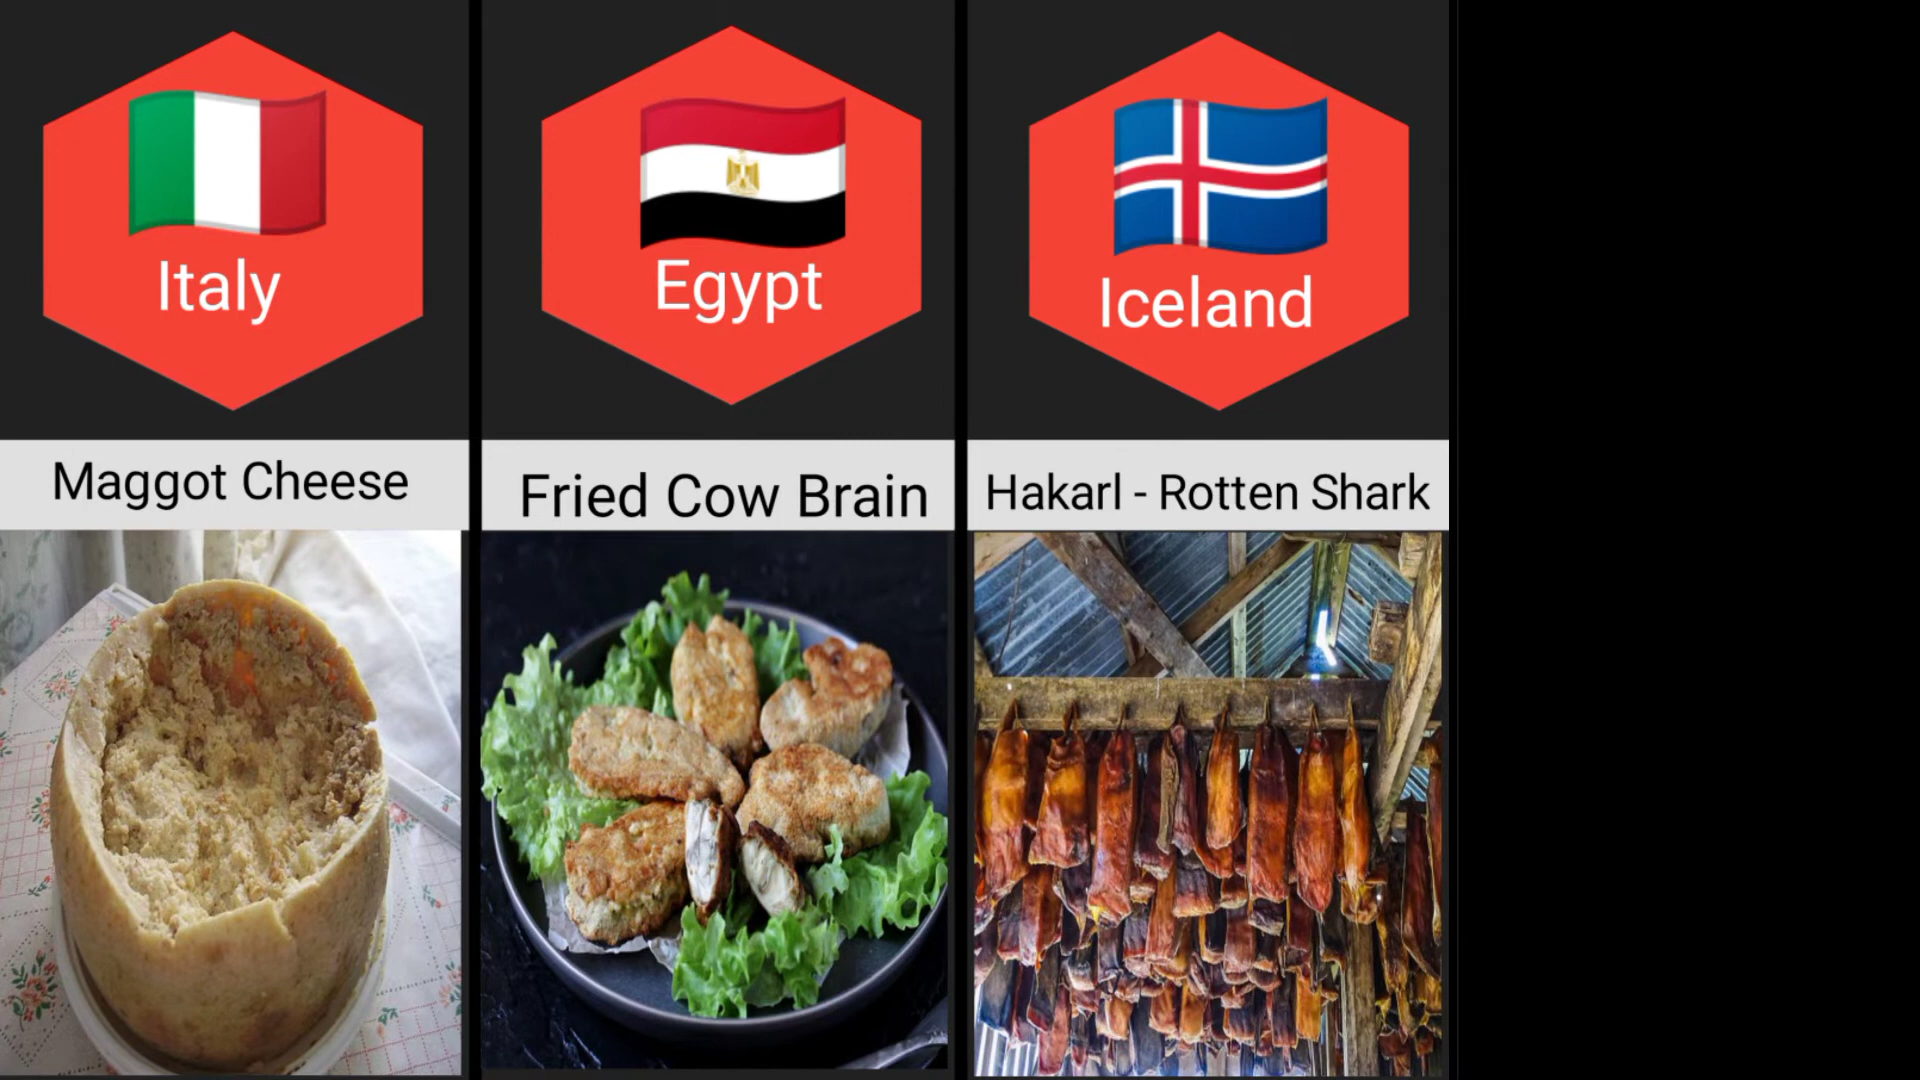 Italy
Maggot Cheese
Egypt
Fried Cow Brain
Iceland
Hakarl - Rotten Shark